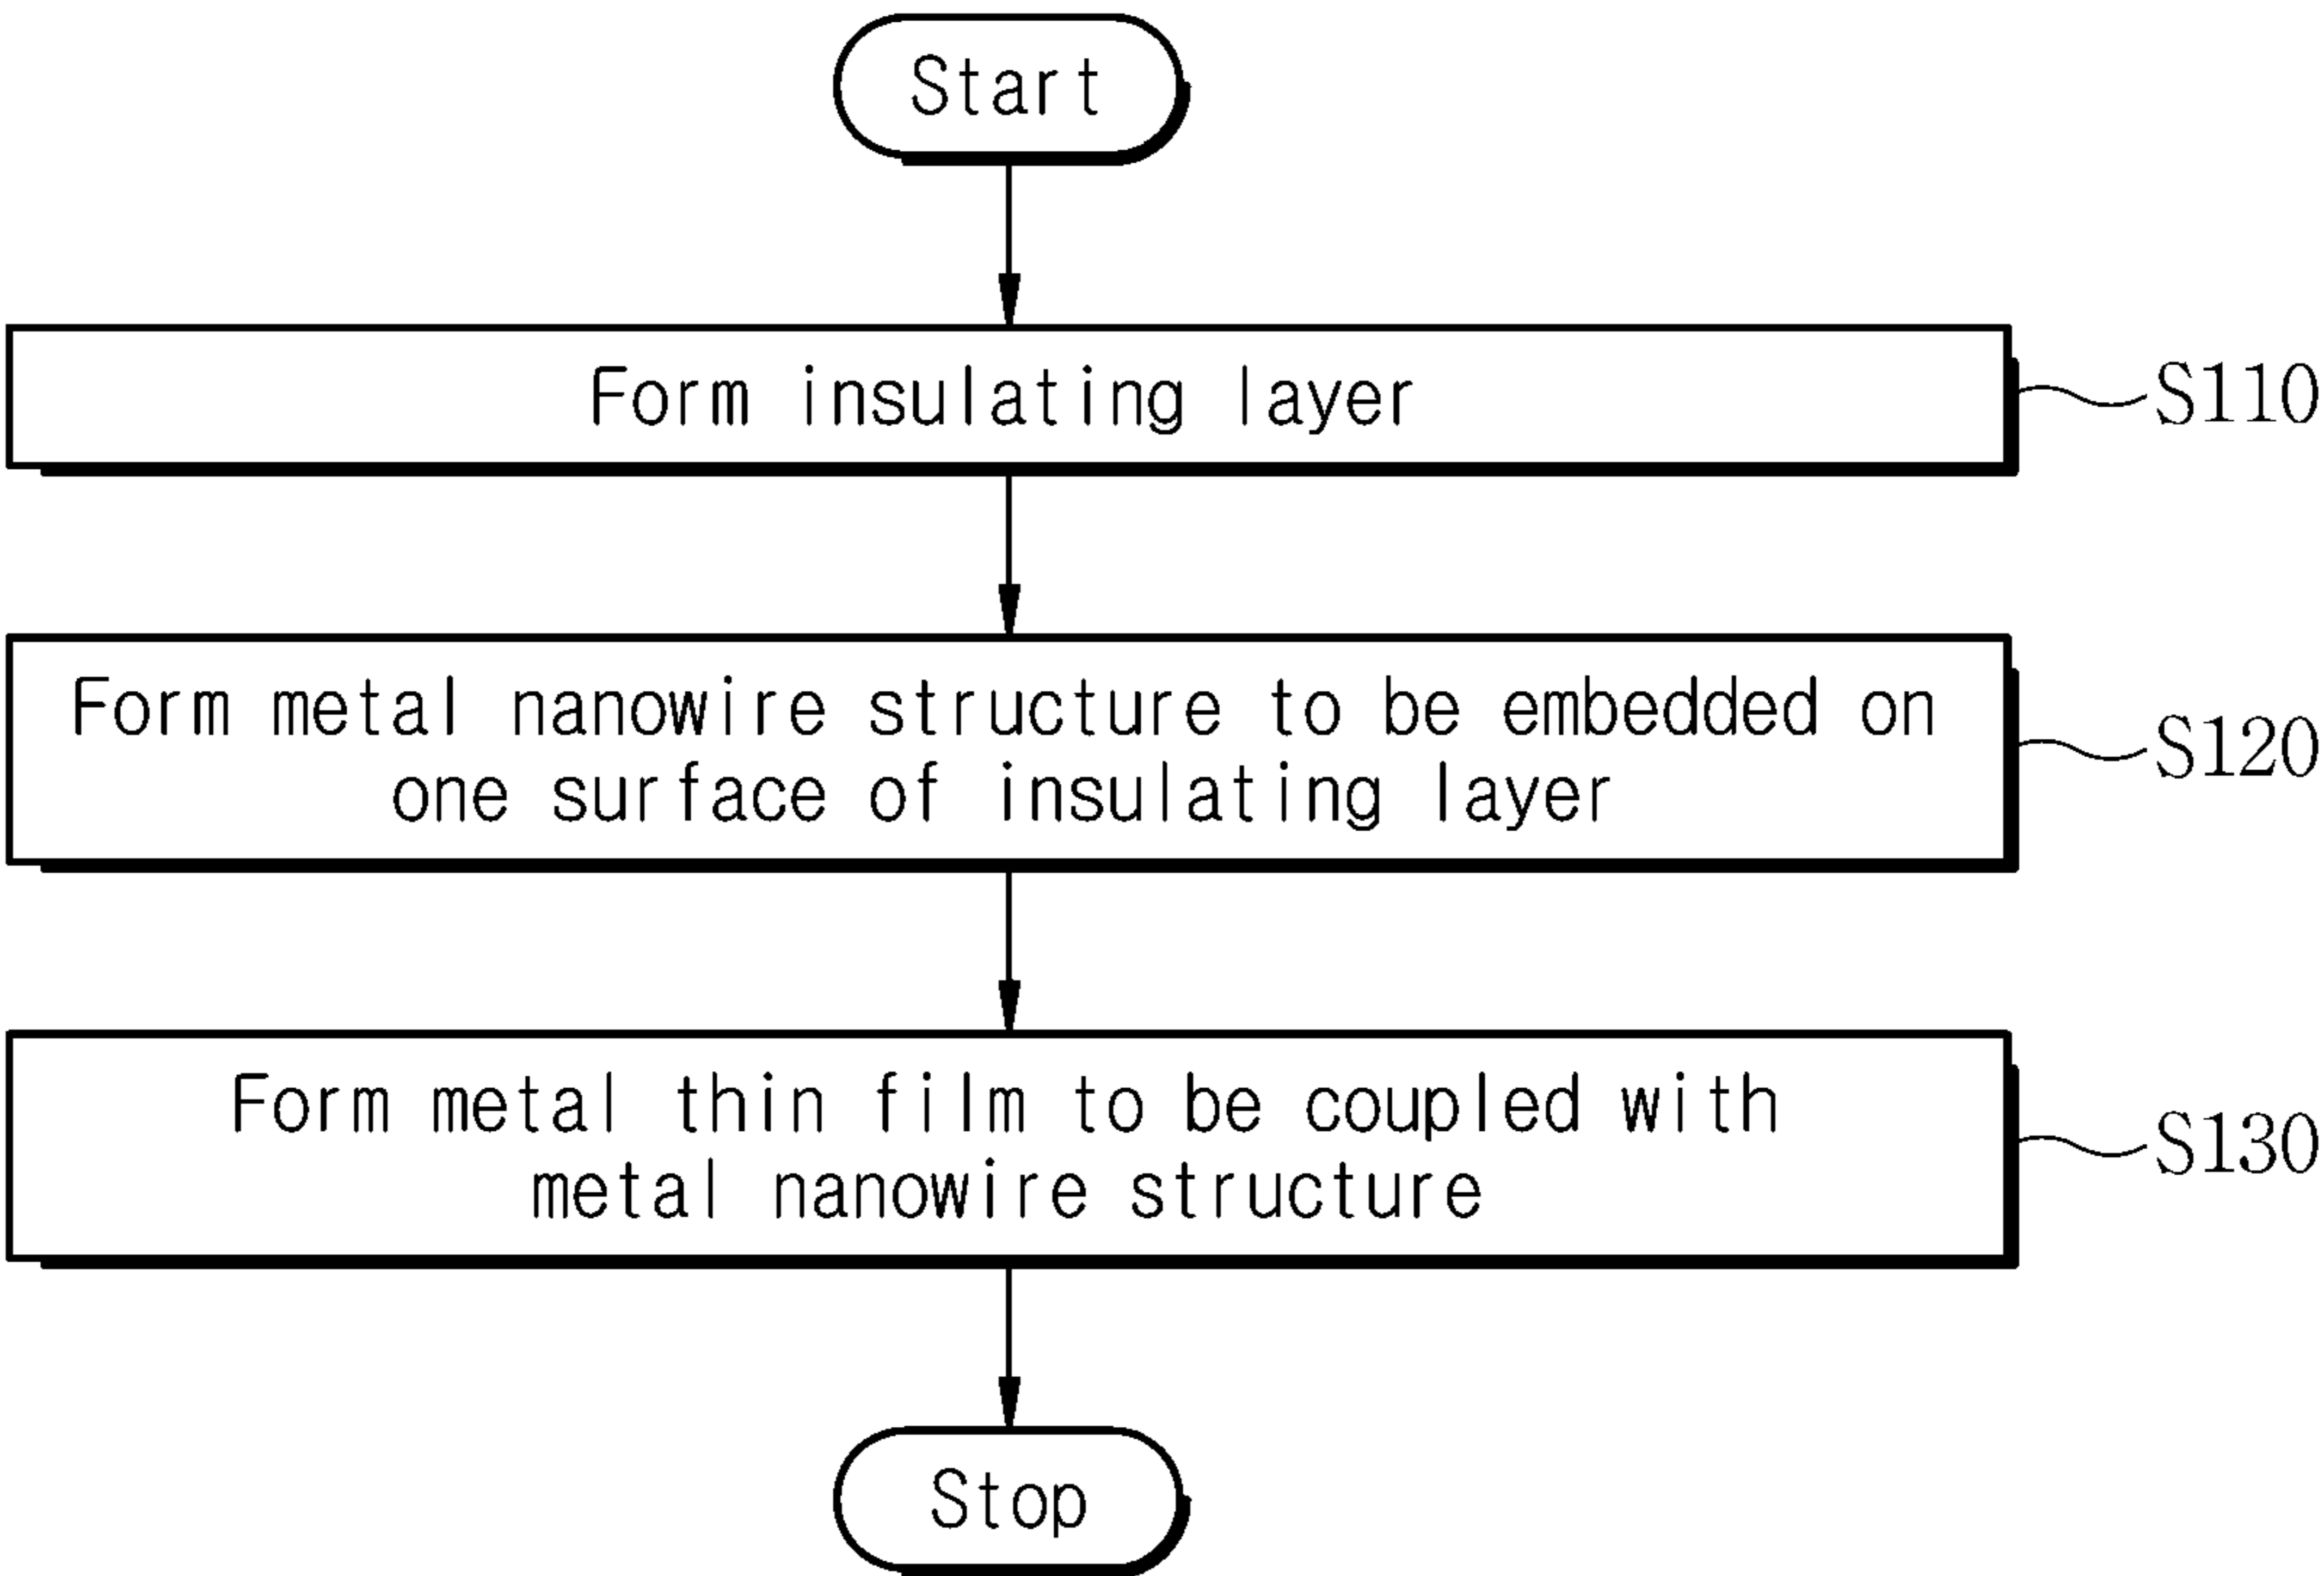 Start
Form insulating layer
S110
Form metal nanowire structure to be embedded on
one surface of insulating layer
S120
Form metal thin film to be coupled with
metal nanowire structure
S130
Stop